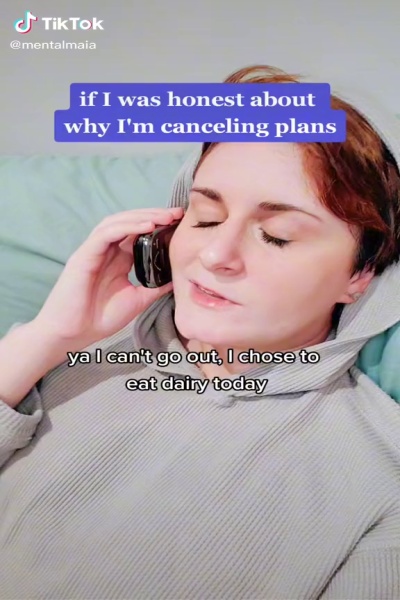 TikTok
@mentalmaia
if I was honest about
why I'm canceling plans
ya I can't go out, I chose to
eat dairy today